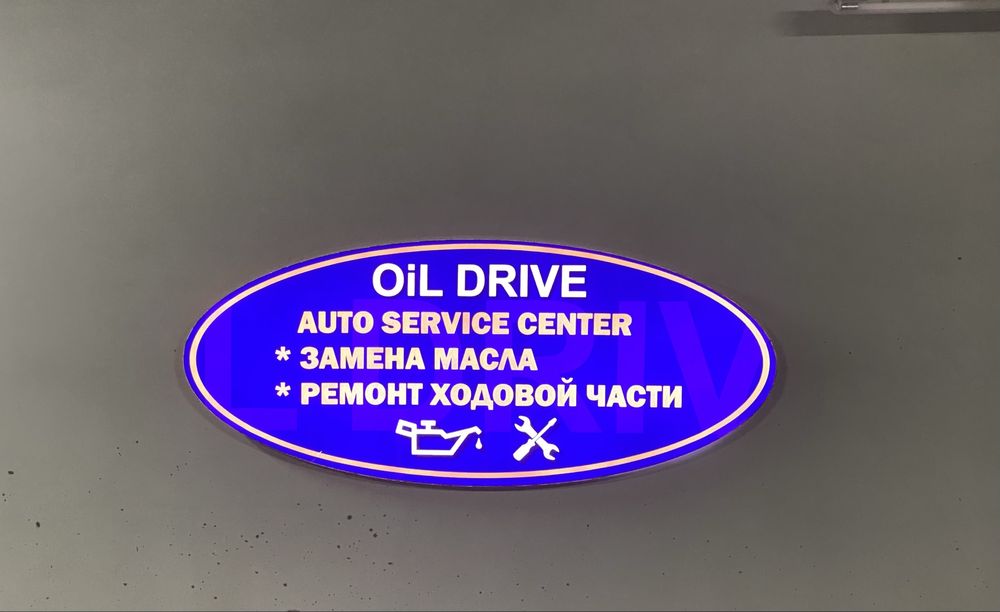 OiL DRIVE
AUTO SERVICE CENTER
* ЗАМЕНА МАСЛА
* РЕМОНТ ХОДОВОЙ ЧАСТИ